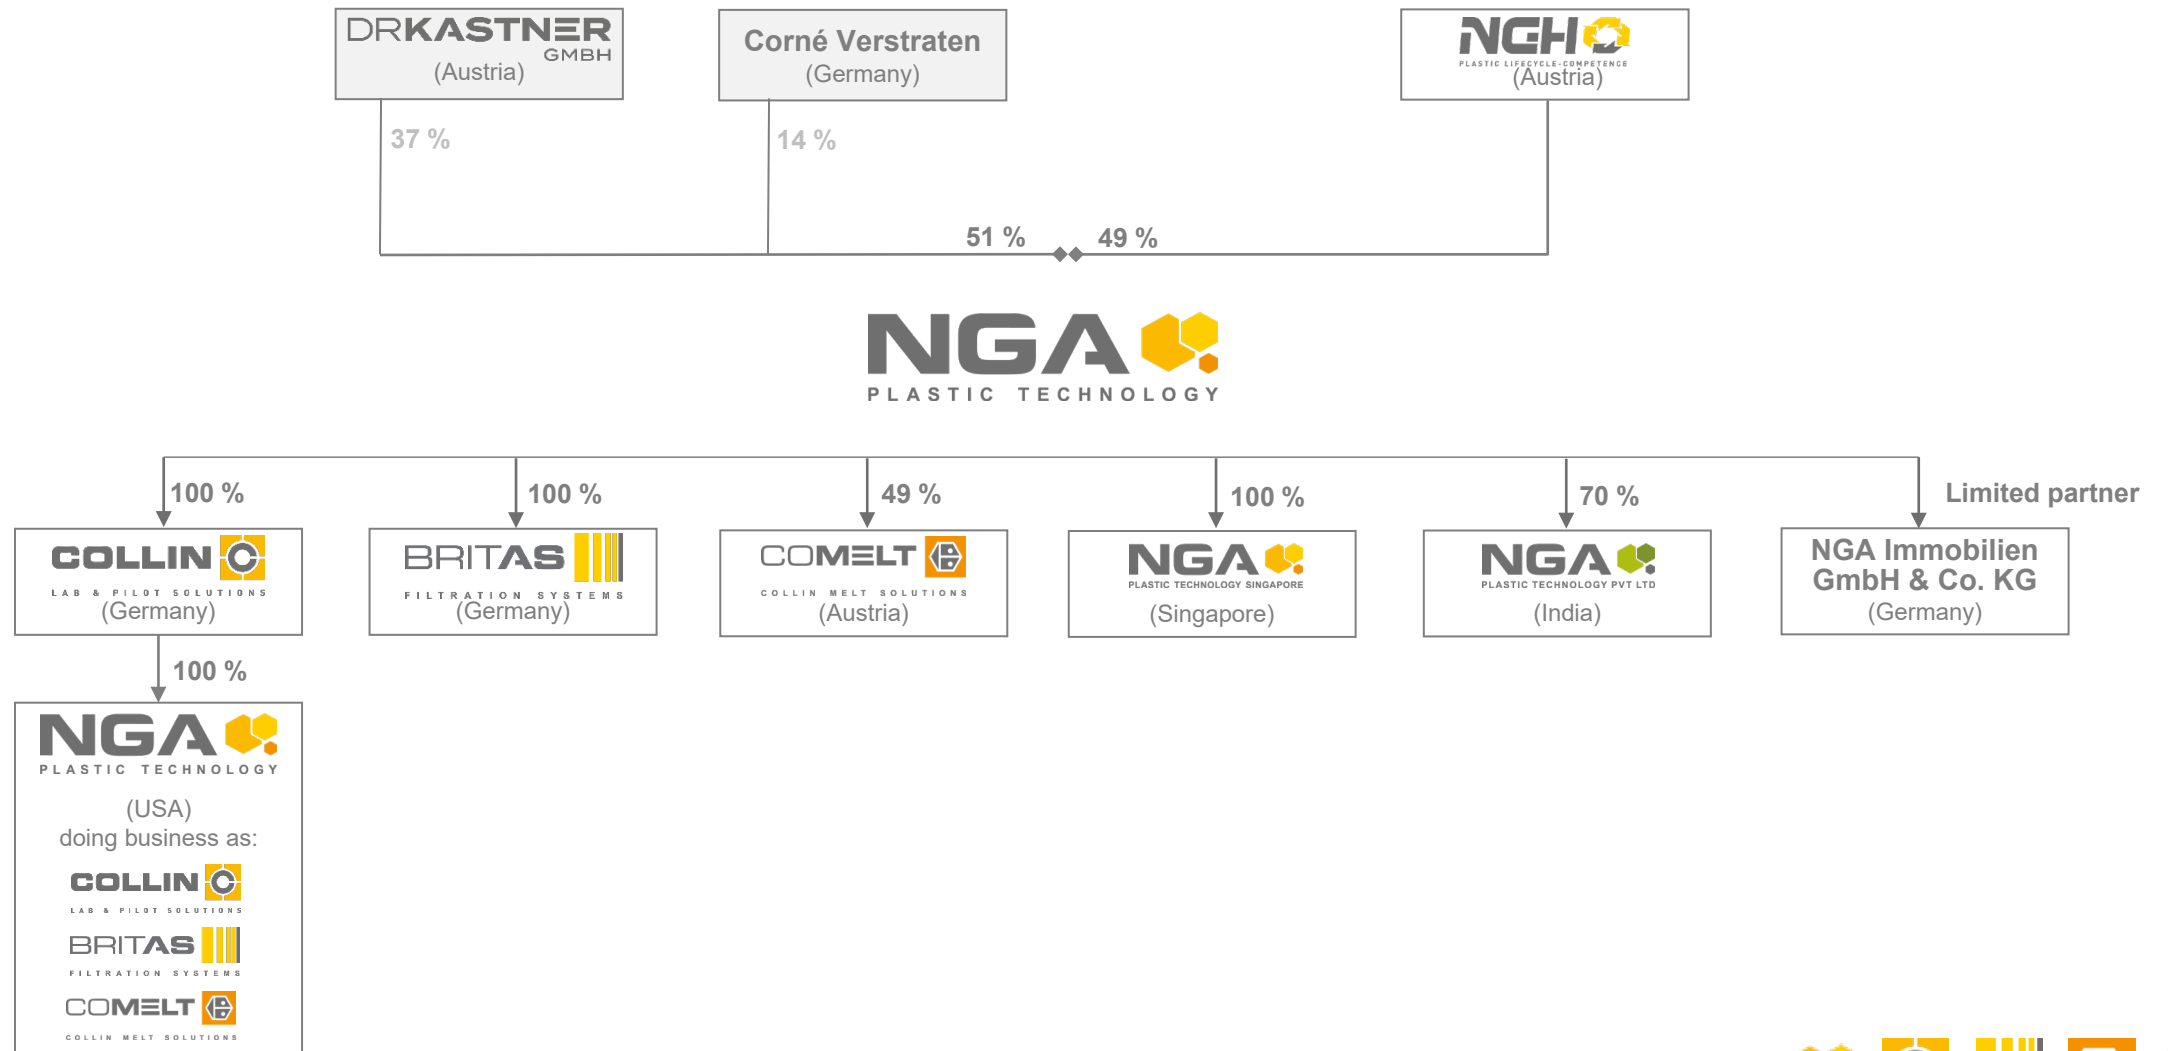 DRKASTNER
GMBH
(Austria)
Corné Verstraten
(Germany)
NGH
PLASTIC LIFECYCLE-COMPETENCE
(Austria)
37 %
14 %
51 %
49 %
NGA
PLASTIC TECHNOLOGY
100 %
100 %
49 %
100 %
70 %
Limited partner
COLLIN
LAB & PILOT SOLUTIONS
(Germany)
BRITAS
FILTRATION SYSTEMS
(Germany)
COMELT
COLLIN MELT SOLUTIONS
(Austria)
NGA
PLASTIC TECHNOLOGY SINGAPORE
(Singapore)
NGA
PLASTIC TECHNOLOGY PVT LTD
(India)
NGA Immobilien
GmbH & Co. KG
(Germany)
100 %
NGA
PLASTIC TECHNOLOGY
(USA)
doing business as:
COLLIN
LAB & PILOT SOLUTIONS
BRITAS
FILTRATION SYSTEMS
COMELT
COLLIN MELT SOLUTIONS